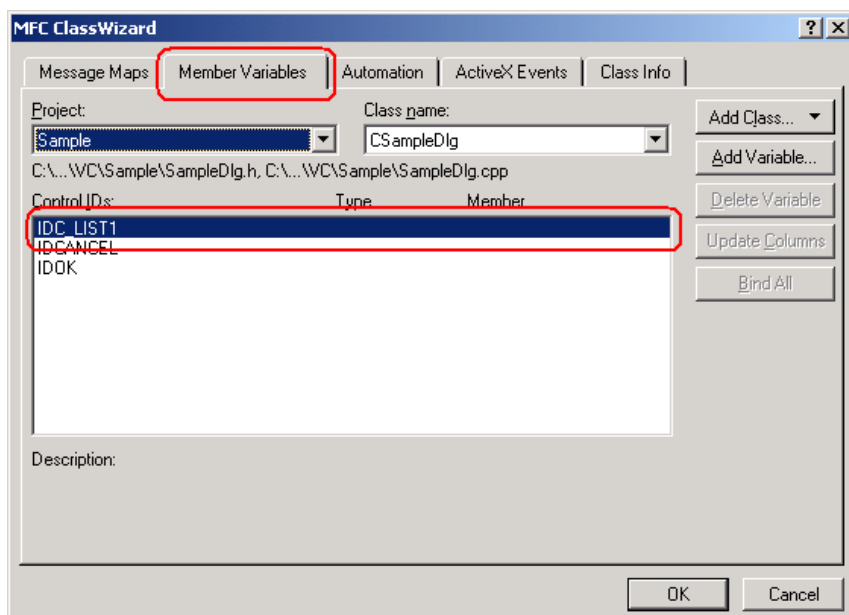 MFC ClassWizard
Message Maps Member Variables Automation ActiveX Events Class Info
Project: Class name:
Sample CSampleDlg
C:\...\VC\Sample\SampleDlg.h, C:\...\VC\Sample\SampleDlg.cpp
Control IDs: Type Member
IDC_LIST1
IDCANCEL
IDOK
Description:
Add Class...
Add Variable...
Delete Variable
Update Columns
Bind All
OK Cancel